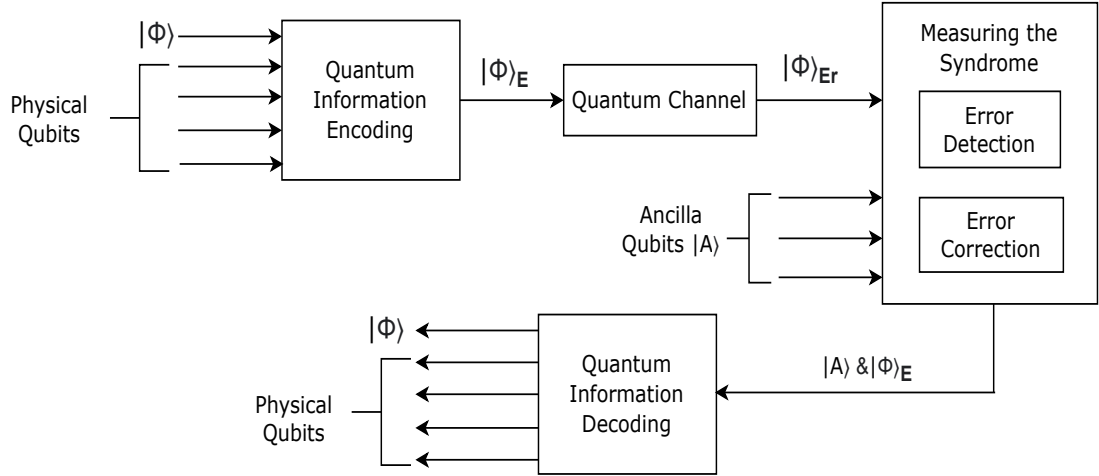 |Φ⟩
Physical
Qubits
Quantum
Information
Encoding
|Φ⟩E
Quantum Channel
|Φ⟩Er
Measuring the
Syndrome
Error
Detection
Ancilla
Qubits |A⟩
Error
Correction
|Φ⟩
Physical
Qubits
Quantum
Information
Decoding
|A⟩ &|Φ⟩E